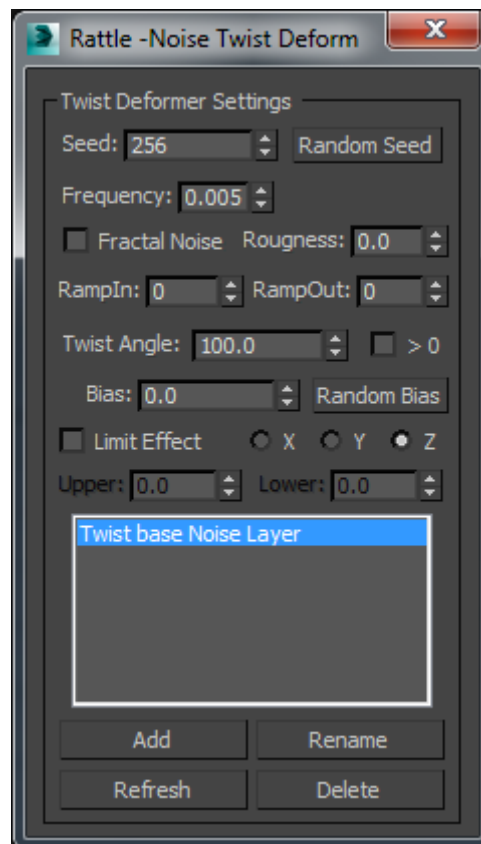 Rattle -Noise Twist Deform
Twist Deformer Settings
Seed: 256 Random Seed
Frequency: 0.005
Fractal Noise Rougness: 0.0
RampIn: 0 RampOut: 0
Twist Angle: 100.0 > 0
Bias: 0.0 Random Bias
Limit Effect X Y Z
Upper: 0.0 Lower: 0.0
Twist base Noise Layer
Add Rename
Refresh Delete